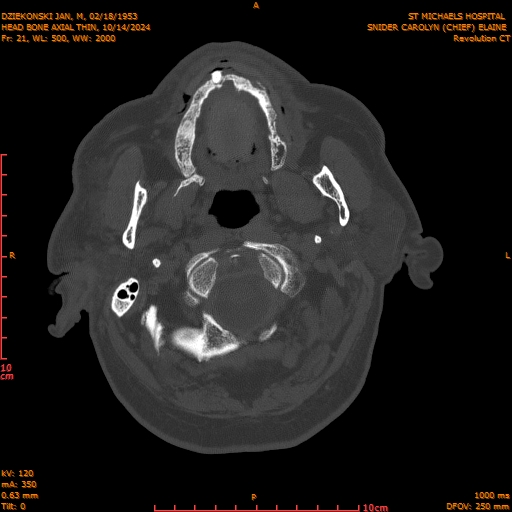 DZIEKONSKI JAN, M, 02/18/1953
HEAD BONE AXIAL THIN, 10/14/2024
Fr: 21, WL: 500, WW: 2000
A
ST MICHAELS HOSPITAL
SNIDER CAROLYN (CHIEF) ELAINE
Revolution CT
R
L
10
cm
kV: 120
mA: 350
0.63 mm
Tilt: 0
P
10cm
1000 ms
DFOV: 250 mm